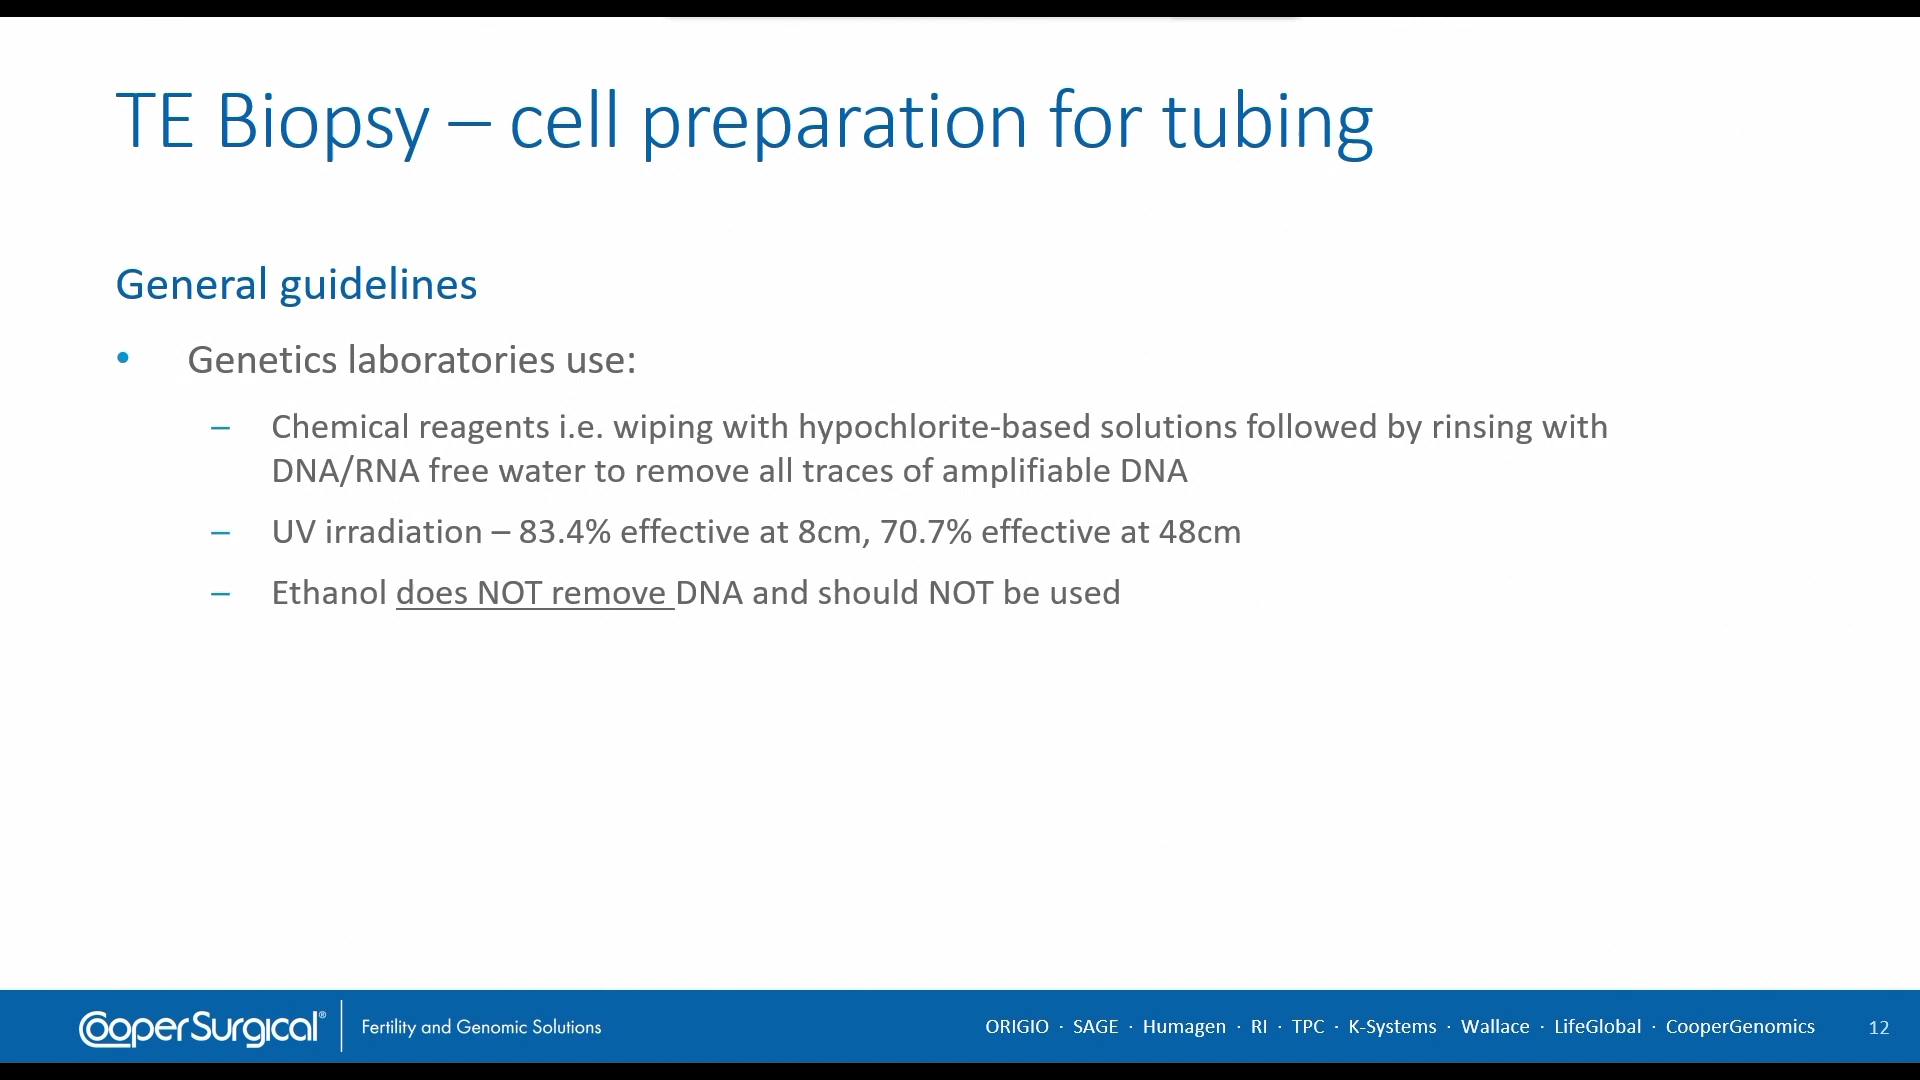 TE Biopsy – cell preparation for tubing
General guidelines
• Genetics laboratories use:
– Chemical reagents i.e. wiping with hypochlorite-based solutions followed by rinsing with
DNA/RNA free water to remove all traces of amplifiable DNA
– UV irradiation – 83.4% effective at 8cm, 70.7% effective at 48cm
– Ethanol does NOT remove DNA and should NOT be used
CooperSurgical® Fertility and Genomic Solutions ORIGIO · SAGE · Humagen · RI · TPC · K-Systems · Wallace · LifeGlobal · CooperGenomics 12